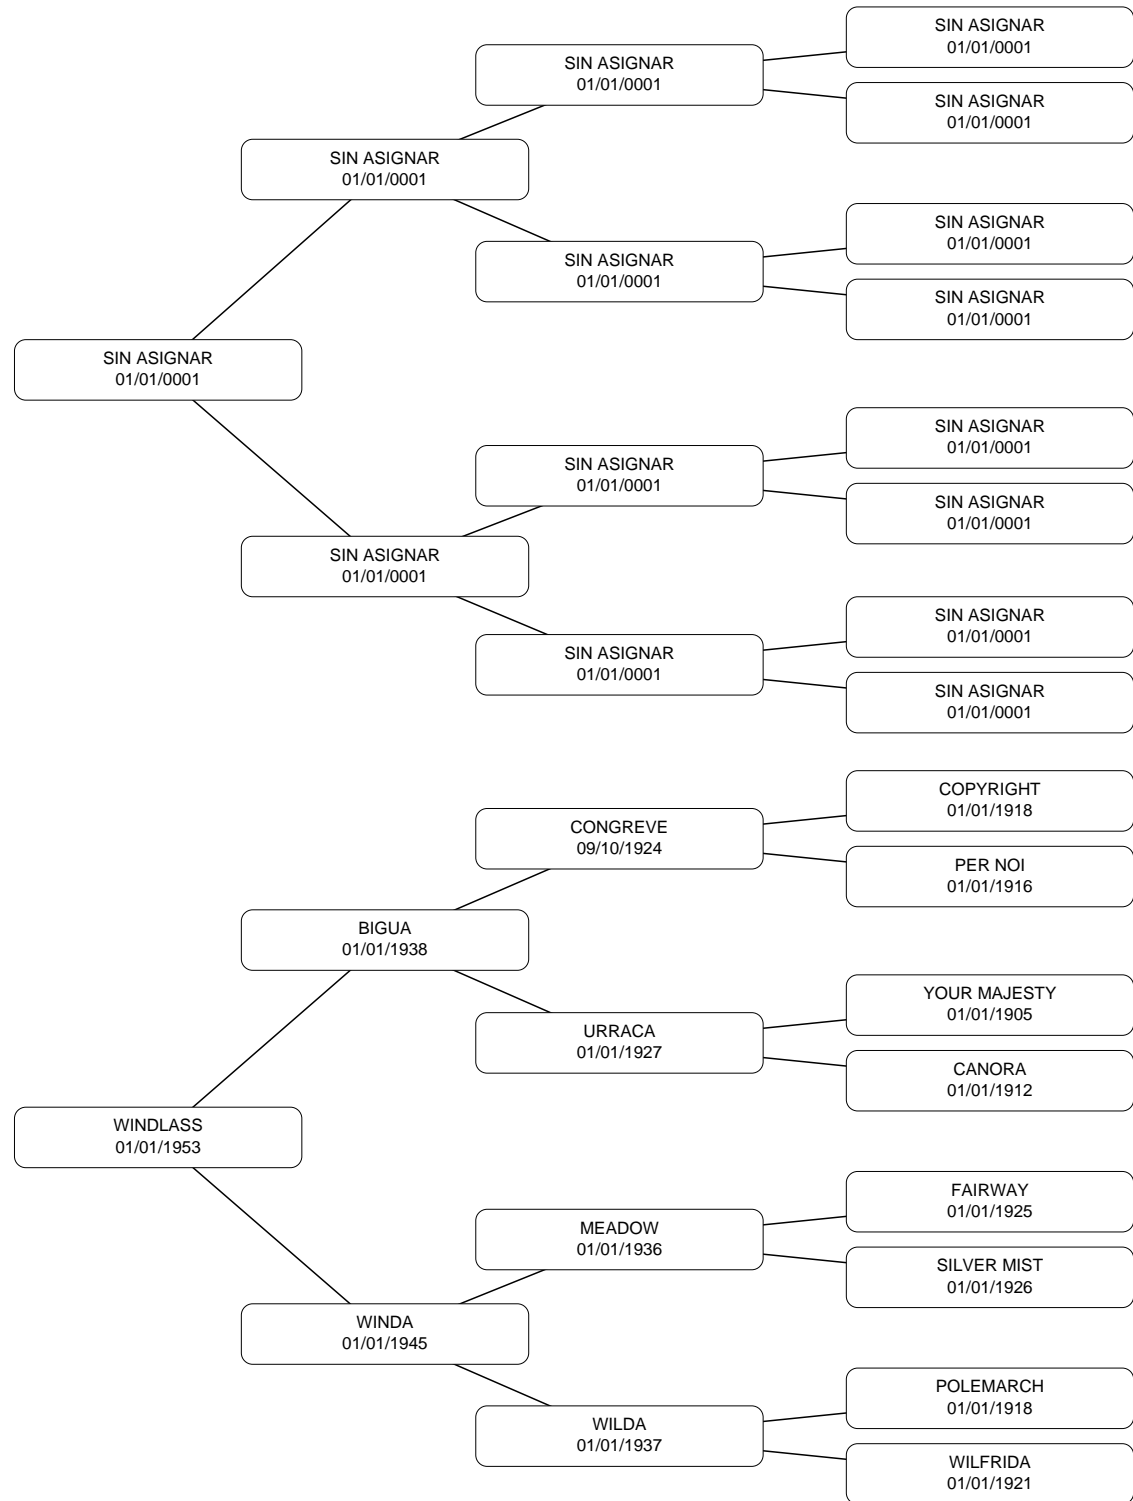 SIN ASIGNAR
01/01/0001
SIN ASIGNAR
01/01/0001
SIN ASIGNAR
01/01/0001
SIN ASIGNAR
01/01/0001
SIN ASIGNAR
01/01/0001
SIN ASIGNAR
01/01/0001
SIN ASIGNAR
01/01/0001
SIN ASIGNAR
01/01/0001
SIN ASIGNAR
01/01/0001
SIN ASIGNAR
01/01/0001
SIN ASIGNAR
01/01/0001
SIN ASIGNAR
01/01/0001
SIN ASIGNAR
01/01/0001
SIN ASIGNAR
01/01/0001
SIN ASIGNAR
01/01/0001
COPYRIGHT
01/01/1918
CONGREVE
09/10/1924
PER NOI
01/01/1916
BIGUA
01/01/1938
YOUR MAJESTY
01/01/1905
URRACA
01/01/1927
CANORA
01/01/1912
WINDLASS
01/01/1953
FAIRWAY
01/01/1925
MEADOW
01/01/1936
SILVER MIST
01/01/1926
WINDA
01/01/1945
POLEMARCH
01/01/1918
WILDA
01/01/1937
WILFRIDA
01/01/1921